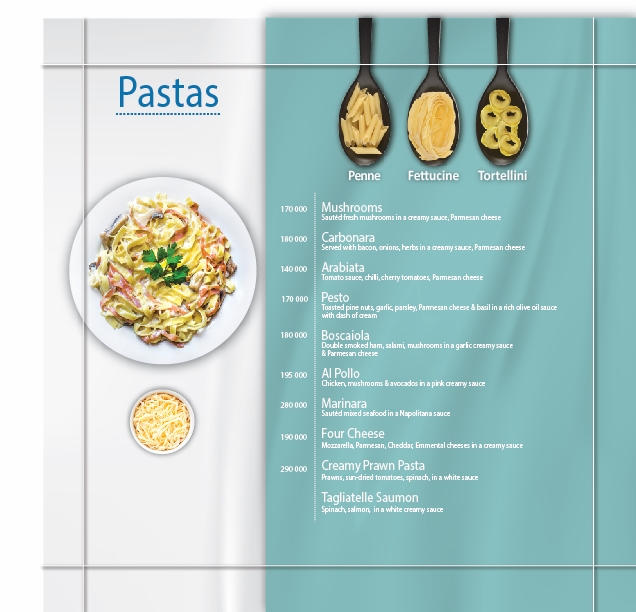 Pastas
Penne Fettucine Tortellini
170 000 Mushrooms
Sautéd fresh mushrooms in a creamy sauce, Parmesan cheese
180 000 Carbonara
Served with bacon, onions, herbs in a creamy sauce, Parmesan cheese
140 000 Arabiata
Tomato sauce, chilli, cherry tomatoes, Parmesan cheese
170 000 Pesto
Toasted pine nuts, garlic, parsley, Parmesan cheese & basil in a rich olive oil sauce
with dash of cream
180 000 Boscaiola
Double smoked ham, salami, mushrooms in a garlic creamy sauce
& Parmesan cheese
195 000 Al Pollo
Chicken, mushrooms & avocados in a pink creamy sauce
280 000 Marinara
Sautéd mixed seafood in a Napolitana sauce
190 000 Four Cheese
Mozzarella, Parmesan, Cheddar, Emmental cheeses in a creamy sauce
290 000 Creamy Prawn Pasta
Prawns, sun-dried tomatoes, spinach, in a white sauce
Tagliatelle Saumon
Spinach, salmon, in a white creamy sauce